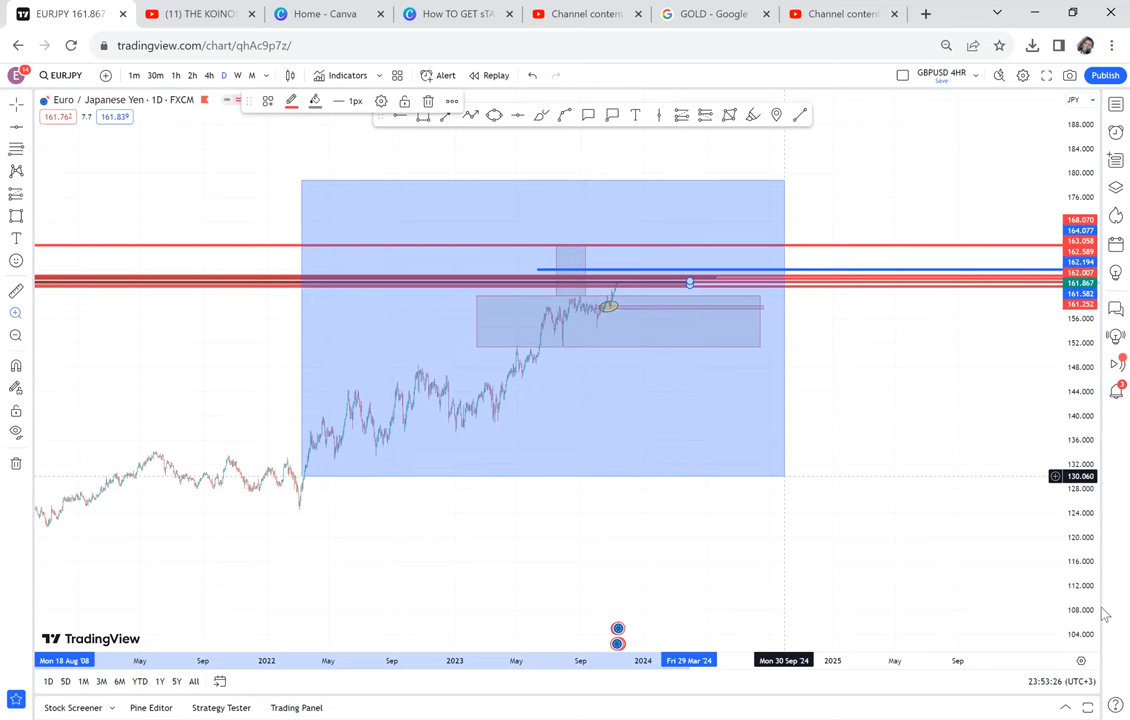 EURJPY 161.867
(11) THE KOINO
Home - Canva
How TO GET sTA
Channel conten
GOLD - Google
Channel conten
tradingview.com/chart/qhAc9p7z/
E 14
EURJPY
1m 30m 1h 2h 4h D W M
Indicators
Alert
Replay
GBPUSD 4HR
Save
Publish
Euro / Japanese Yen · 1D · FXCM
1px
JPY
161.762 7.7 161.839
188.000
184.000
180.000
176.000
168.070
164.077
163.058
162.589
162.194
162.007
161.867
161.582
161.252
156.000
152.000
148.000
144.000
140.000
136.000
132.000
130.060
128.000
124.000
120.000
116.000
112.000
108.000
104.000
3
TradingView
Mon 18 Aug '08 May Sep 2022 May Sep 2023 May Sep 2024 Fri 29 Mar '24 Mon 30 Sep '24 2025 May Sep
1D 5D 1M 3M 6M YTD 1Y 5Y All
23:53:26 (UTC+3)
Stock Screener Pine Editor Strategy Tester Trading Panel